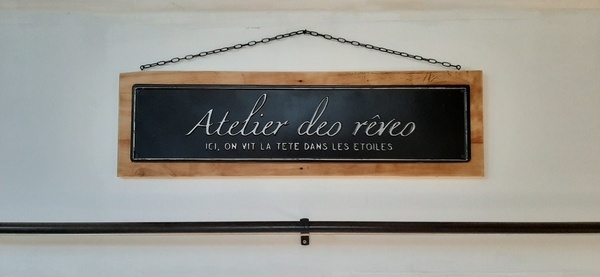 Atelier des rêves
ICI, ON VIT LA TETE DANS LES ETOILES